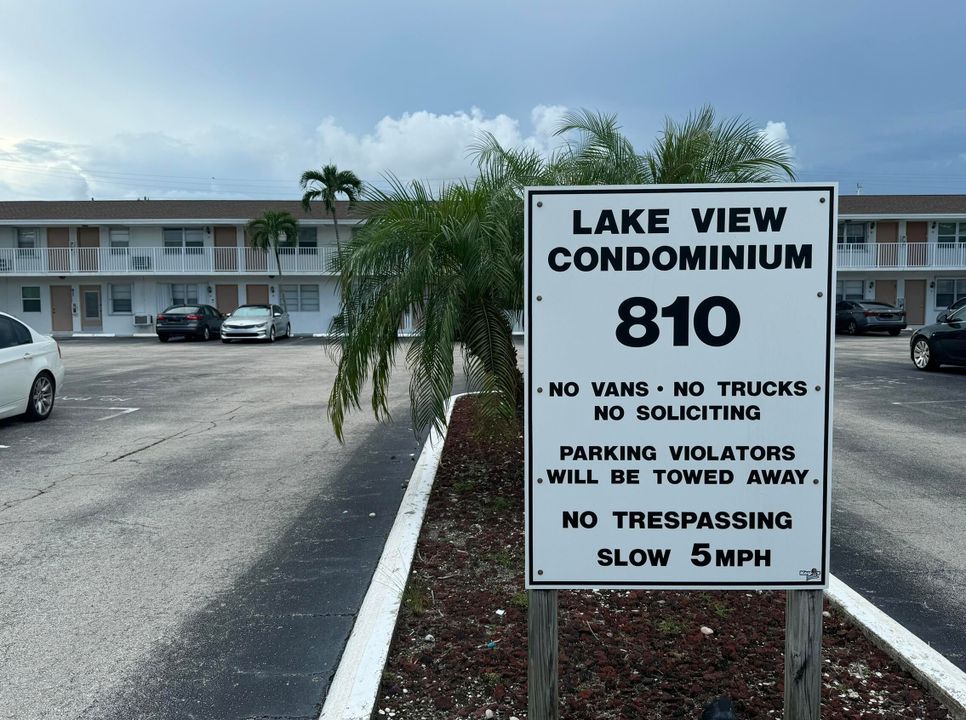 LAKE VIEW
CONDOMINIUM
810
NO VANS • NO TRUCKS
NO SOLICITING
PARKING VIOLATORS
WILL BE TOWED AWAY
NO TRESPASSING
SLOW 5 MPH